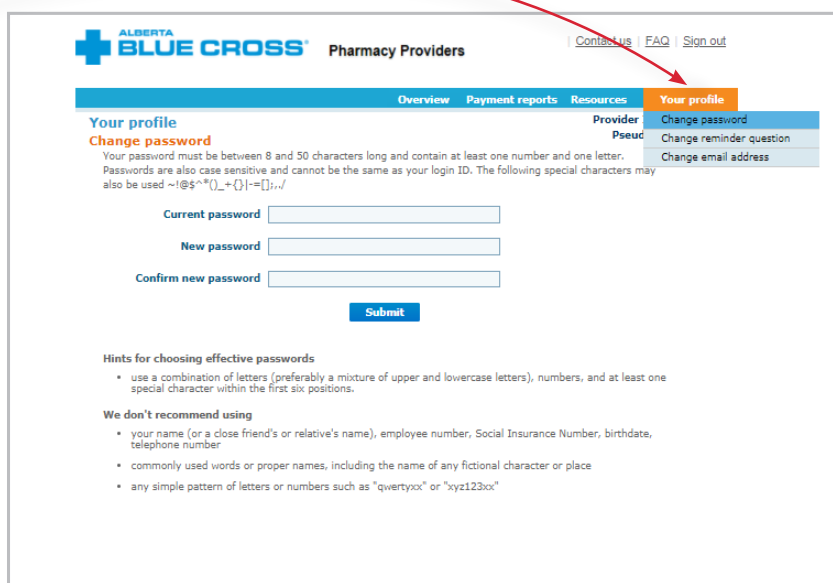 ALBERTA
BLUE CROSS® Pharmacy Providers
Contact us | FAQ | Sign out
Overview Payment reports Resources Your profile
Your profile
Provider
Change password
Change password
Pseud
Change reminder question
Change email address
Your password must be between 8 and 50 characters long and contain at least one number and one letter.
Passwords are also case sensitive and cannot be the same as your login ID. The following special characters may
also be used ~!@$^*()_+{}|-=[];,./
Current password
New password
Confirm new password
Submit
Hints for choosing effective passwords
• use a combination of letters (preferably a mixture of upper and lowercase letters), numbers, and at least one
special character within the first six positions.
We don't recommend using
• your name (or a close friend's or relative's name), employee number, Social Insurance Number, birthdate,
telephone number
• commonly used words or proper names, including the name of any fictional character or place
• any simple pattern of letters or numbers such as "qwertyxx" or "xyz123xx"